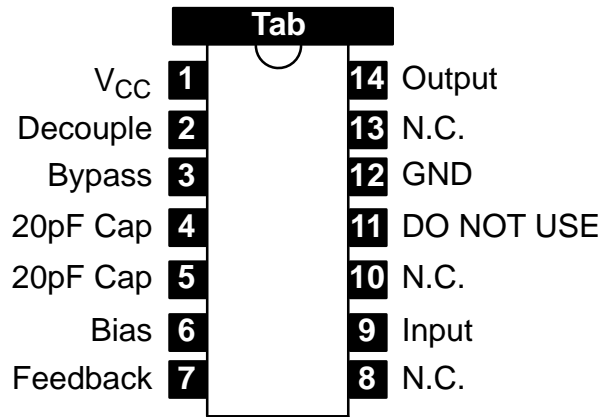 Tab
V_CC 1 14 Output
Decouple 2 13 N.C.
Bypass 3 12 GND
20pF Cap 4 11 DO NOT USE
20pF Cap 5 10 N.C.
Bias 6 9 Input
Feedback 7 8 N.C.